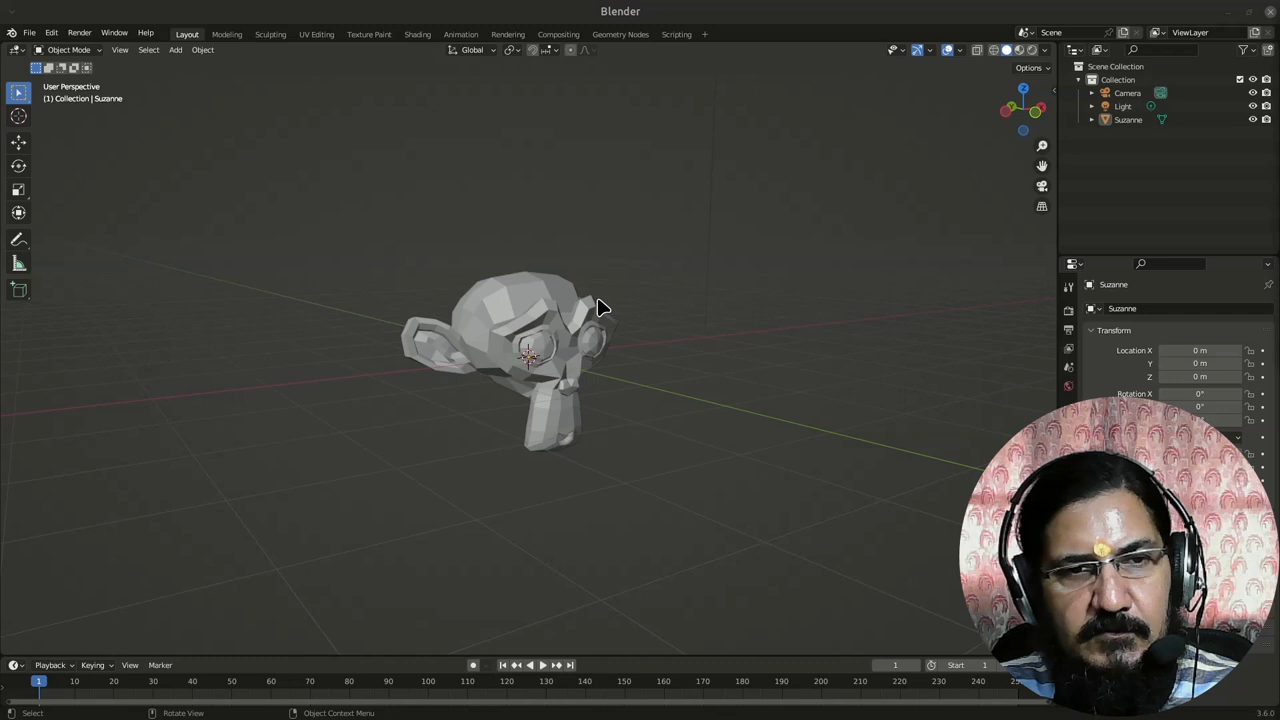 Blender
File Edit Render Window Help Layout Modeling Sculpting UV Editing Texture Paint Shading Animation Rendering Compositing Geometry Nodes Scripting + Scene ViewLayer
Object Mode View Select Add Object Global
Options
User Perspective
(1) Collection | Suzanne
Z
Scene Collection
Collection
Camera
Light
Suzanne
Suzanne
Suzanne
Transform
Location X 0 m
Y 0 m
Z 0 m
Rotation X 0°
0°
Playback Keying View Marker 1 Start 1
1 10 20 30 40 50 60 70 80 90 100 110 120 130 140 150 160 170 180 190 200 210 220 230 240
Select Rotate View Object Context Menu 3.6.0